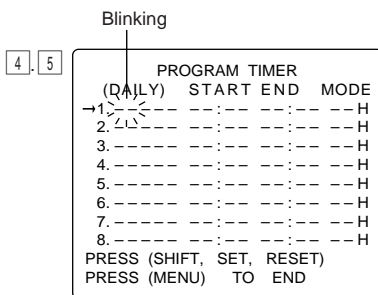 Blinking
4. 5
PROGRAM TIMER
(DAILY) START END MODE
→1. ––––– ––:–– ––:–– ––H
2. ––––– ––:–– ––:–– ––H
3. ––––– ––:–– ––:–– ––H
4. ––––– ––:–– ––:–– ––H
5. ––––– ––:–– ––:–– ––H
6. ––––– ––:–– ––:–– ––H
7. ––––– ––:–– ––:–– ––H
8. ––––– ––:–– ––:–– ––H
PRESS (SHIFT, SET, RESET)
PRESS (MENU) TO END